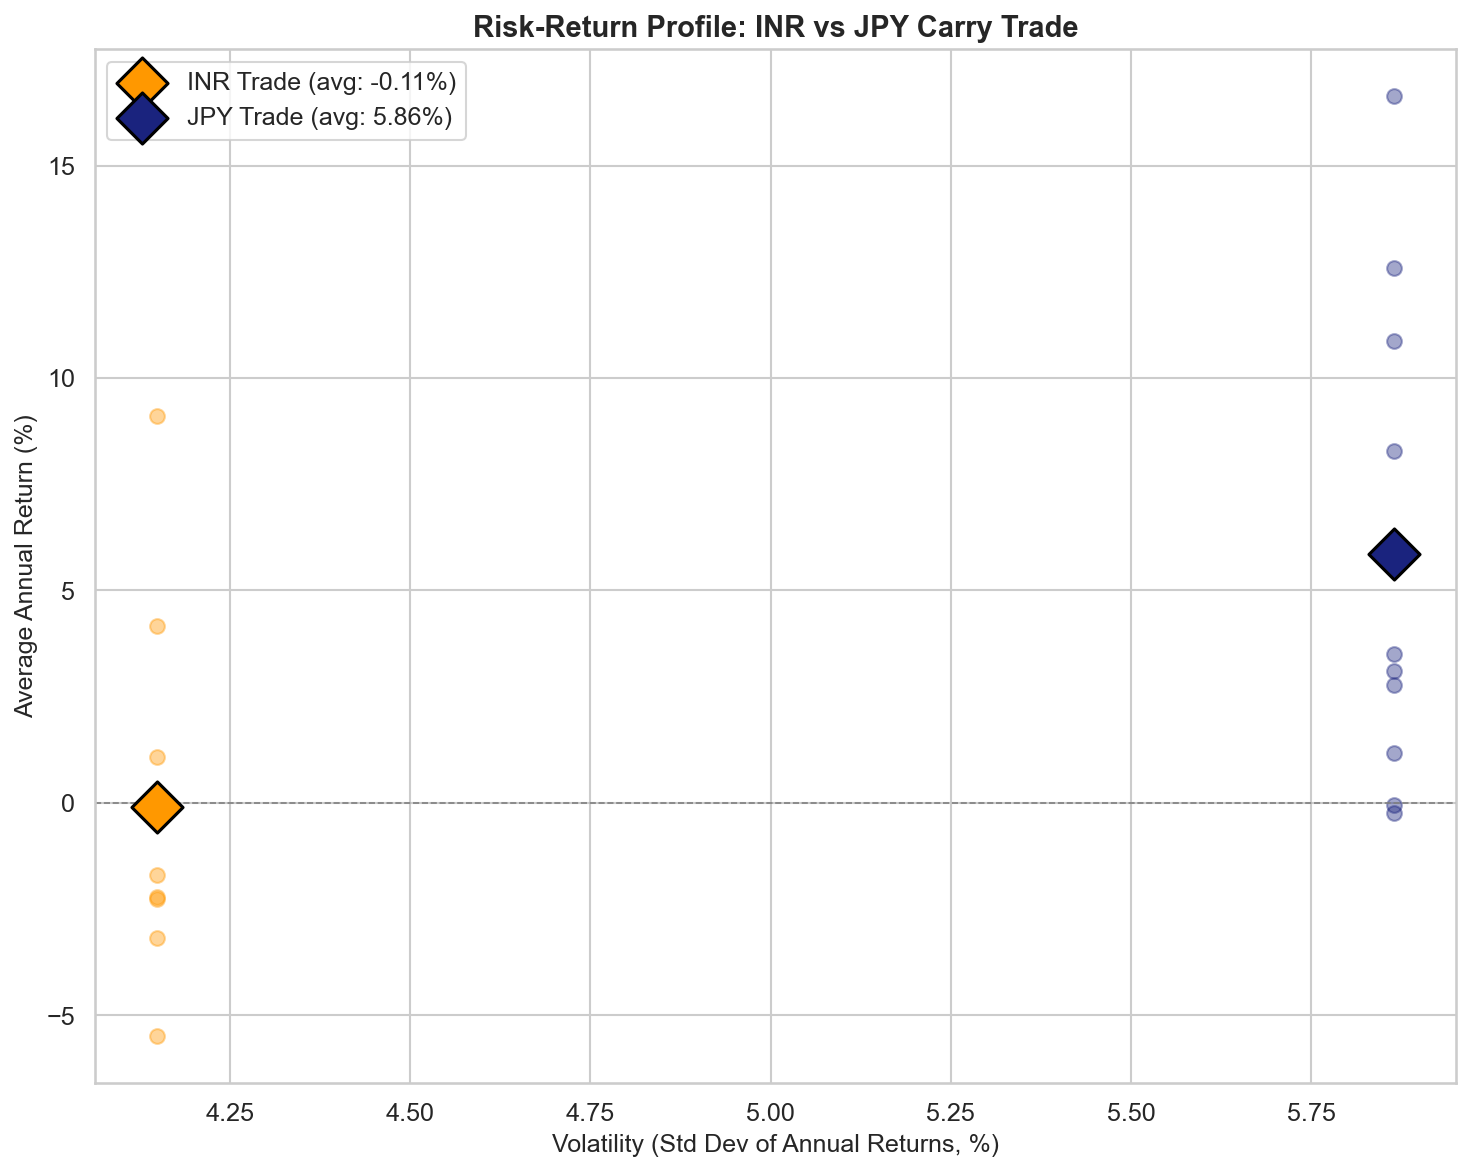 Risk-Return Profile: INR vs JPY Carry Trade
INR Trade (avg: -0.11%)
JPY Trade (avg: 5.86%)
Average Annual Return (%)
15
10
5
0
−5
4.25 4.50 4.75 5.00 5.25 5.50 5.75
Volatility (Std Dev of Annual Returns, %)